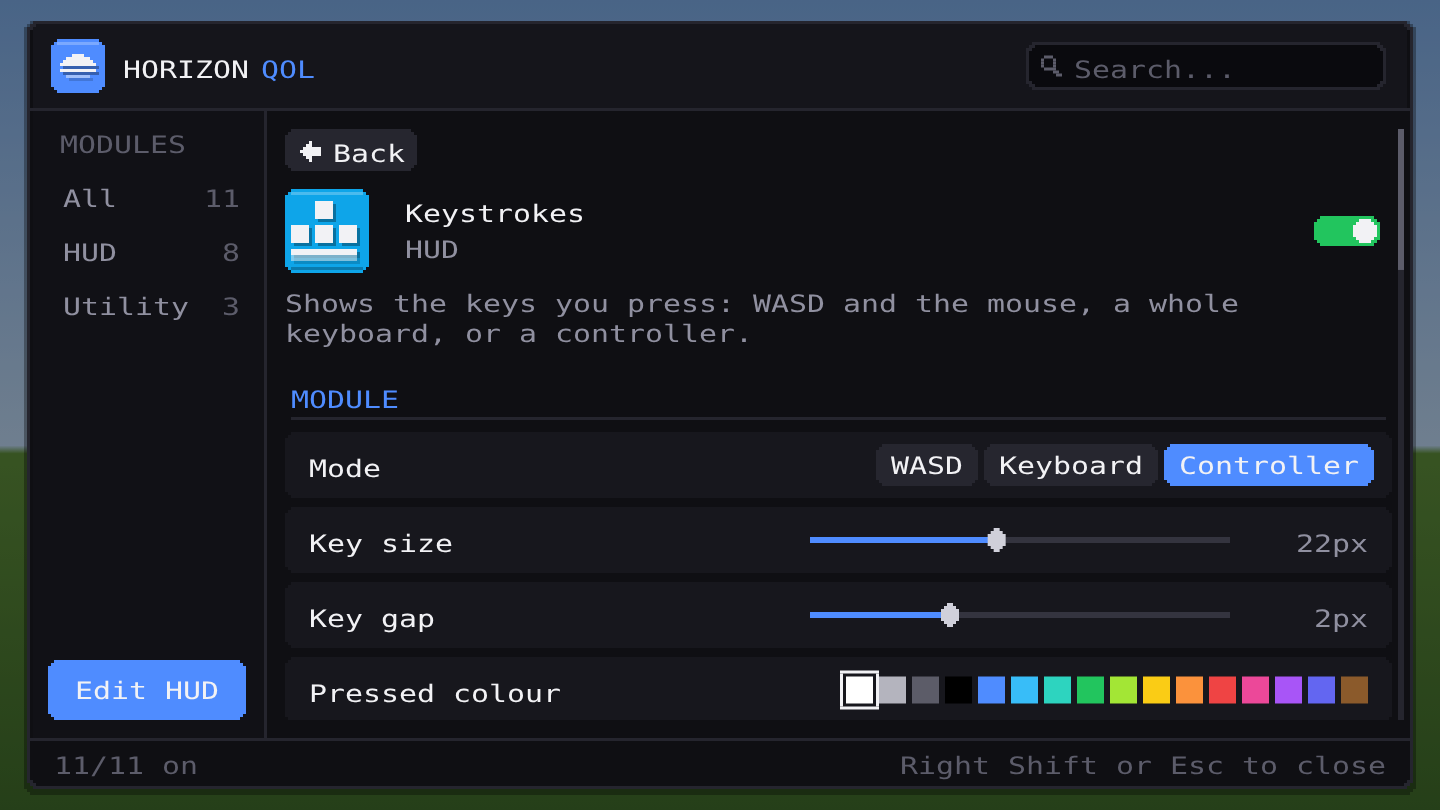 HORIZON QOL
Search...
MODULES
All 11
HUD 8
Utility 3
Edit HUD
Back
Keystrokes
HUD
Shows the keys you press: WASD and the mouse, a whole
keyboard, or a controller.
MODULE
Mode WASD Keyboard Controller
Key size 22px
Key gap 2px
Pressed colour
11/11 on
Right Shift or Esc to close